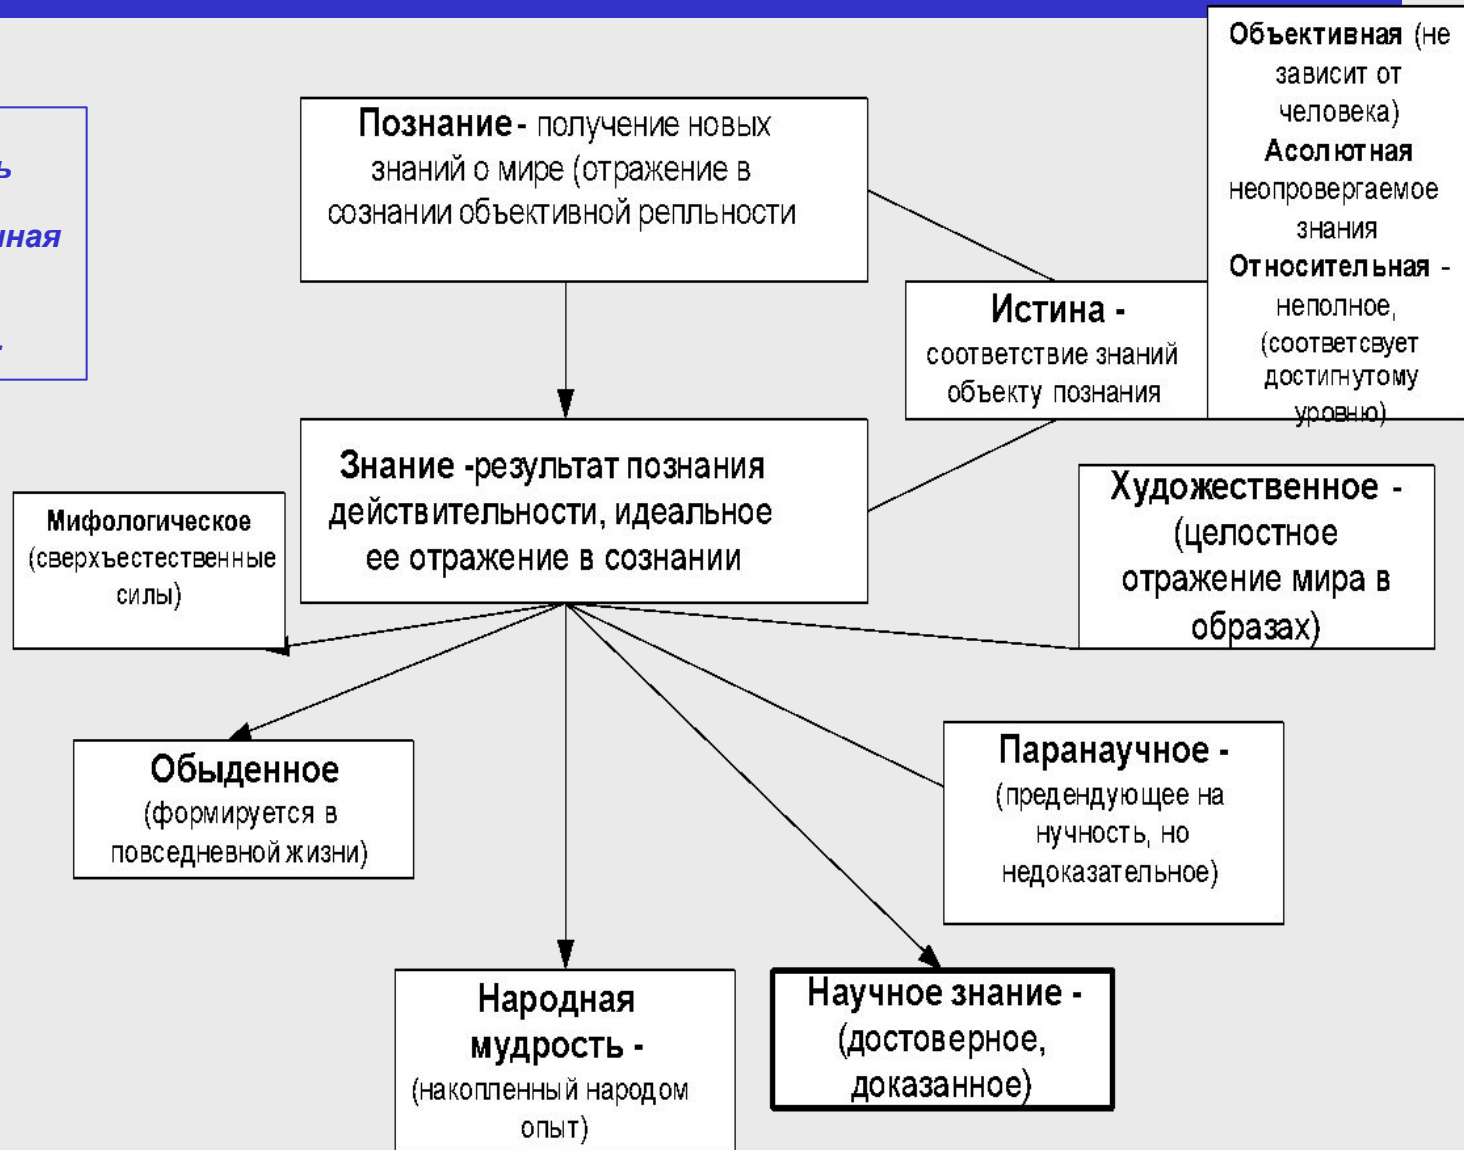 Познание - получение новых
знаний о мире (отражение в
сознании объективной репльности
Объективная (не
зависит от
человека)
Асолютная
неопровергаемое
знания
Относительная -
неполное,
(соответсвует
достигнутому
уровню)
Истина -
соответствие знаний
объекту познания
Знание -результат познания
действительности, идеальное
ее отражение в сознании
Мифологическое
(сверхъестественные
силы)
Художественное -
(целостное
отражение мира в
образах)
Обыденное
(формируется в
повседневной жизни)
Паранаучное -
(предендующее на
нучность, но
недоказательное)
Народная
мудрость -
(накопленный народом
опыт)
Научное знание -
(достоверное,
доказанное)